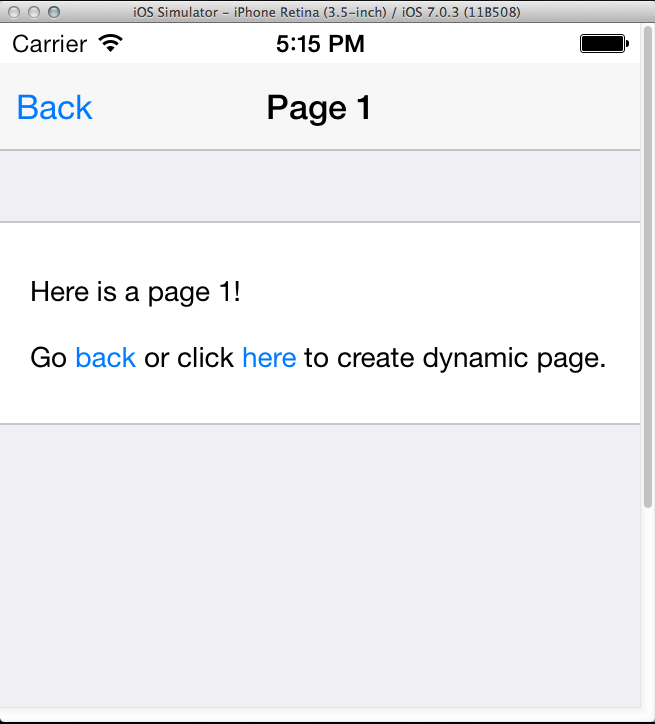 iOS Simulator - iPhone Retina (3.5-inch) / iOS 7.0.3 (11B508)
Carrier 5:15 PM
Back Page 1
Here is a page 1!
Go back or click here to create dynamic page.